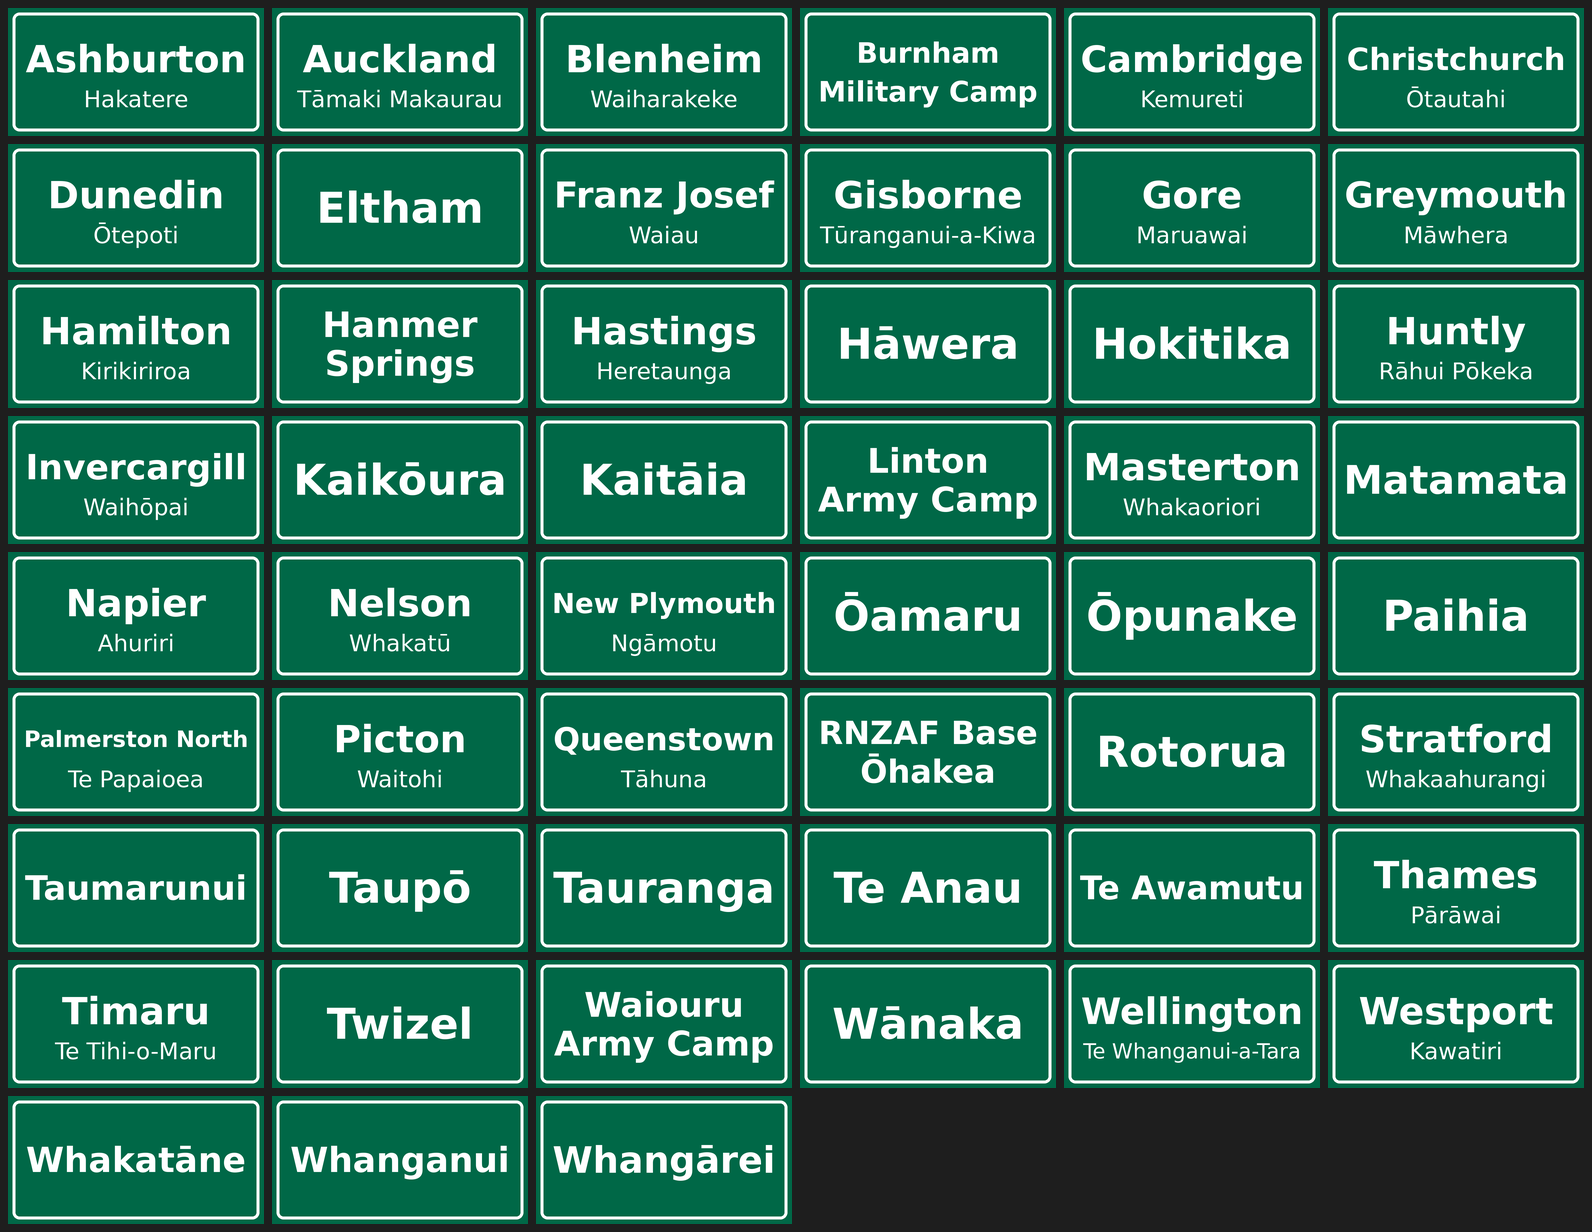 Ashburton
Hakatere
Auckland
Tāmaki Makaurau
Blenheim
Waiharakeke
Burnham
Military Camp
Cambridge
Kemureti
Christchurch
Ōtautahi
Dunedin
Ōtepoti
Eltham
Franz Josef
Waiau
Gisborne
Tūranganui-a-Kiwa
Gore
Maruawai
Greymouth
Māwhera
Hamilton
Kirikiriroa
Hanmer
Springs
Hastings
Heretaunga
Hāwera
Hokitika
Huntly
Rāhui Pōkeka
Invercargill
Waihōpai
Kaikōura
Kaitāia
Linton
Army Camp
Masterton
Whakaoriori
Matamata
Napier
Ahuriri
Nelson
Whakatū
New Plymouth
Ngāmotu
Ōamaru
Ōpunake
Paihia
Palmerston North
Te Papaioea
Picton
Waitohi
Queenstown
Tāhuna
RNZAF Base
Ōhakea
Rotorua
Stratford
Whakaahurangi
Taumarunui
Taupō
Tauranga
Te Anau
Te Awamutu
Thames
Pārāwai
Timaru
Te Tihi-o-Maru
Twizel
Waiouru
Army Camp
Wānaka
Wellington
Te Whanganui-a-Tara
Westport
Kawatiri
Whakatāne
Whanganui
Whangārei